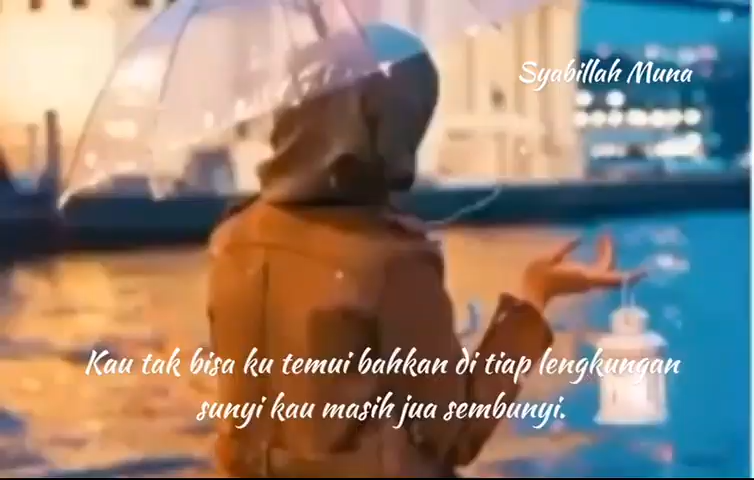 Syabillah Muna
Kau tak bisa ku temui bahkan di tiap lengkungan
sunyi kau masih jua sembunyi.